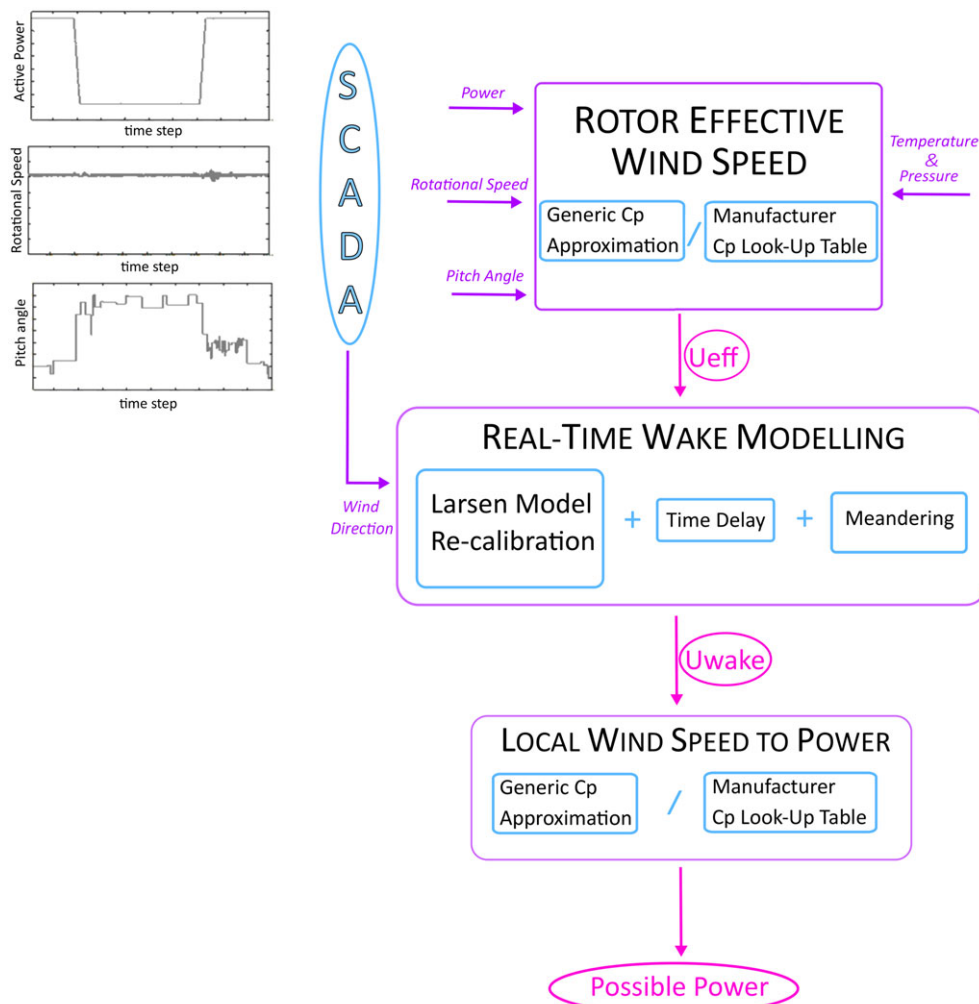 Active Power
time step
Rotational Speed
time step
Pitch angle
time step
SCADA
Power
Rotational Speed
Pitch Angle
ROTOR EFFECTIVE
WIND SPEED
Generic Cp
Approximation
/
Manufacturer
Cp Look-Up Table
Temperature
&
Pressure
Ueff
Wind
Direction
REAL-TIME WAKE MODELLING
Larsen Model
Re-calibration
+
Time Delay
+
Meandering
Uwake
LOCAL WIND SPEED TO POWER
Generic Cp
Approximation
/
Manufacturer
Cp Look-Up Table
Possible Power